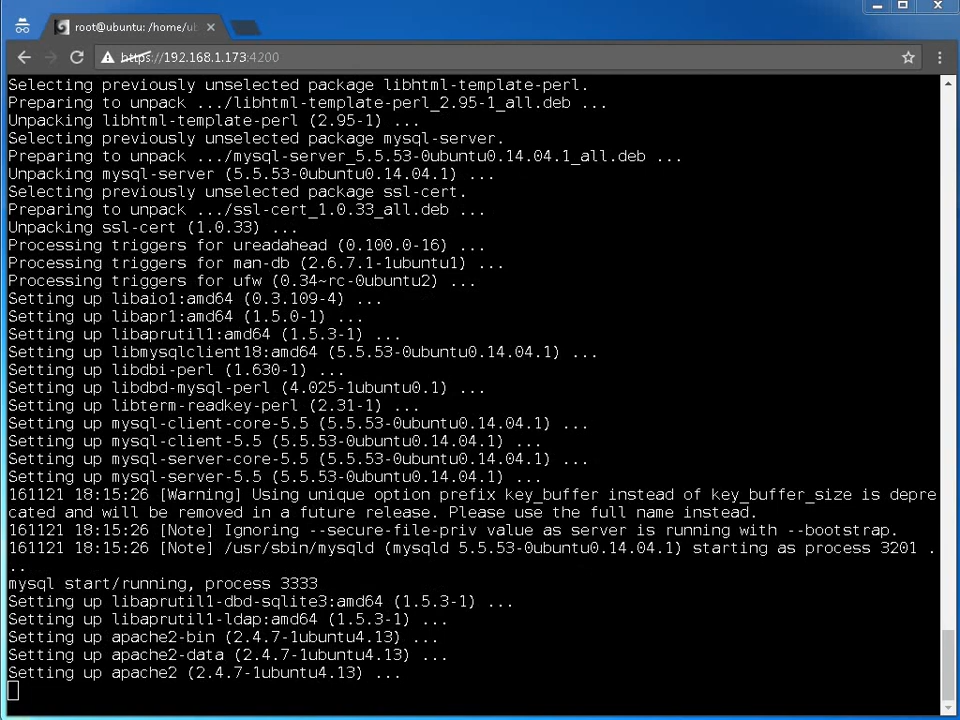 root@ubuntu: /home/ub
https://192.168.1.173:4200
Selecting previously unselected package libhtml-template-perl.
Preparing to unpack .../libhtml-template-perl_2.95-1_all.deb ...
Unpacking libhtml-template-perl (2.95-1) ...
Selecting previously unselected package mysql-server.
Preparing to unpack .../mysql-server_5.5.53-0ubuntu0.14.04.1_all.deb ...
Unpacking mysql-server (5.5.53-0ubuntu0.14.04.1) ...
Selecting previously unselected package ssl-cert.
Preparing to unpack .../ssl-cert_1.0.33_all.deb ...
Unpacking ssl-cert (1.0.33) ...
Processing triggers for ureadahead (0.100.0-16) ...
Processing triggers for man-db (2.6.7.1-1ubuntu1) ...
Processing triggers for ufw (0.34~rc-0ubuntu2) ...
Setting up libaio1:amd64 (0.3.109-4) ...
Setting up libapr1:amd64 (1.5.0-1) ...
Setting up libaprutil1:amd64 (1.5.3-1) ...
Setting up libmysqlclient18:amd64 (5.5.53-0ubuntu0.14.04.1) ...
Setting up libdbi-perl (1.630-1) ...
Setting up libdbd-mysql-perl (4.025-1ubuntu0.1) ...
Setting up libterm-readkey-perl (2.31-1) ...
Setting up mysql-client-core-5.5 (5.5.53-0ubuntu0.14.04.1) ...
Setting up mysql-client-5.5 (5.5.53-0ubuntu0.14.04.1) ...
Setting up mysql-server-core-5.5 (5.5.53-0ubuntu0.14.04.1) ...
Setting up mysql-server-5.5 (5.5.53-0ubuntu0.14.04.1) ...
161121 18:15:26 [Warning] Using unique option prefix key_buffer instead of key_buffer_size is depre
cated and will be removed in a future release. Please use the full name instead.
161121 18:15:26 [Note] Ignoring --secure-file-priv value as server is running with --bootstrap.
161121 18:15:26 [Note] /usr/sbin/mysqld (mysqld 5.5.53-0ubuntu0.14.04.1) starting as process 3201 .
..
mysql start/running, process 3333
Setting up libaprutil1-dbd-sqlite3:amd64 (1.5.3-1) ...
Setting up libaprutil1-ldap:amd64 (1.5.3-1) ...
Setting up apache2-bin (2.4.7-1ubuntu4.13) ...
Setting up apache2-data (2.4.7-1ubuntu4.13) ...
Setting up apache2 (2.4.7-1ubuntu4.13) ...